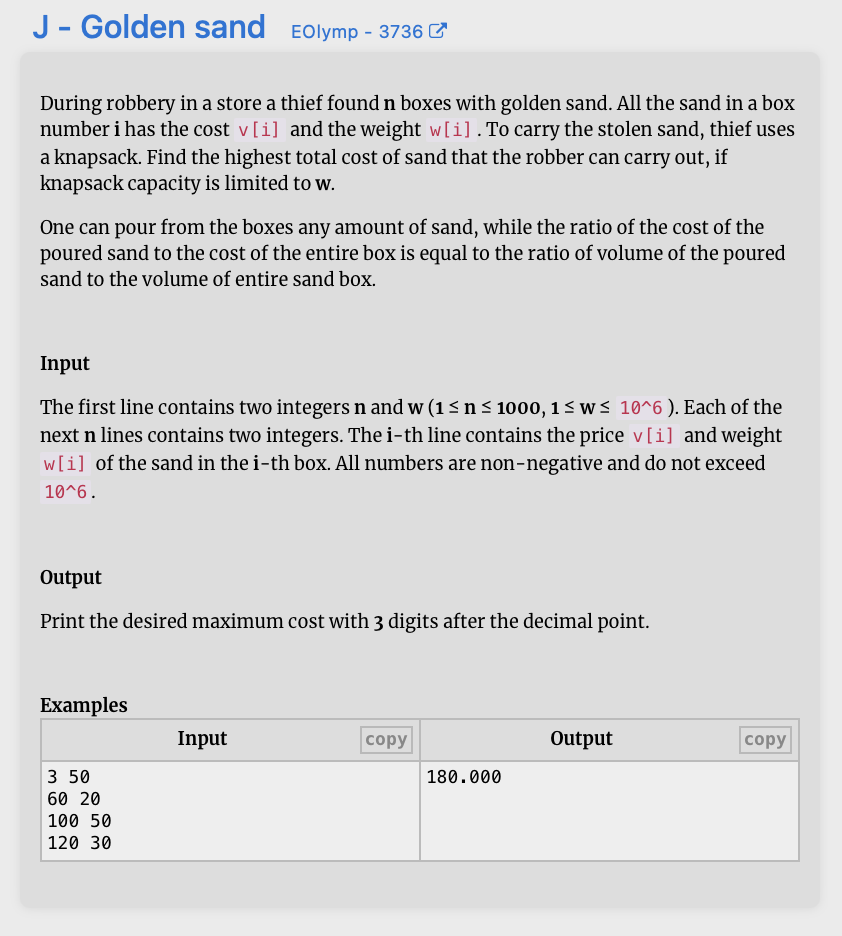 J - Golden sand EOlymp - 3736
During robbery in a store a thief found n boxes with golden sand. All the sand in a box
number i has the cost v[i] and the weight w[i]. To carry the stolen sand, thief uses
a knapsack. Find the highest total cost of sand that the robber can carry out, if
knapsack capacity is limited to w.
One can pour from the boxes any amount of sand, while the ratio of the cost of the
poured sand to the cost of the entire box is equal to the ratio of volume of the poured
sand to the volume of entire sand box.
Input
The first line contains two integers n and w (1 ≤ n ≤ 1000, 1 ≤ w ≤ 10^6). Each of the
next n lines contains two integers. The i-th line contains the price v[i] and weight
w[i] of the sand in the i-th box. All numbers are non-negative and do not exceed
10^6.
Output
Print the desired maximum cost with 3 digits after the decimal point.
Examples
Input copy Output copy
3 50 180.000
60 20
100 50
120 30